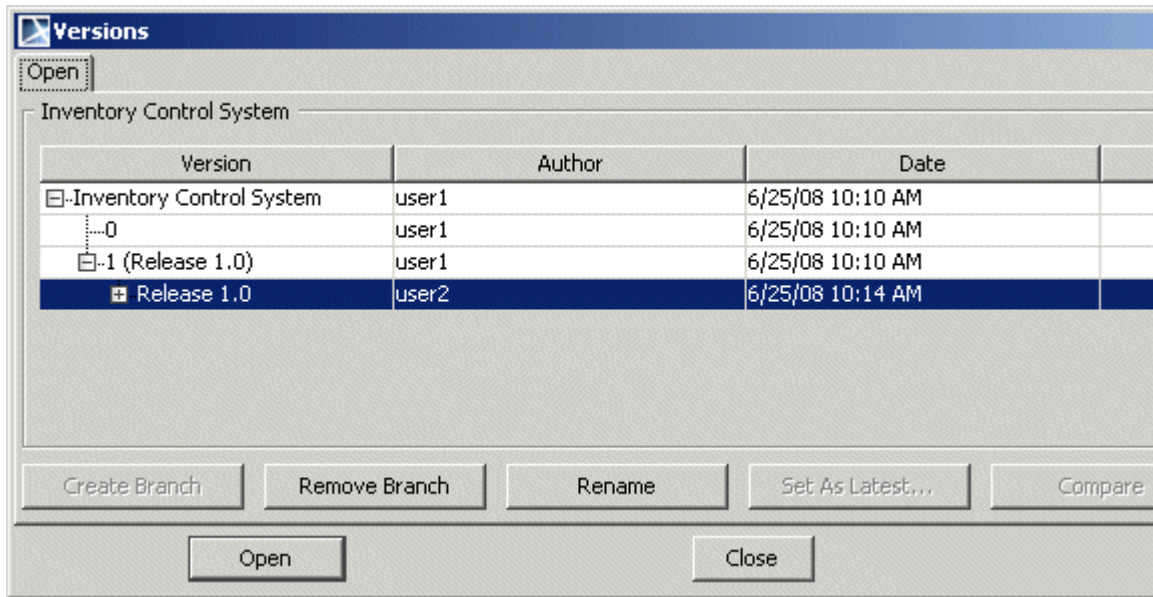 Versions
Open
Inventory Control System
Version Author Date
Inventory Control System user1 6/25/08 10:10 AM
0 user1 6/25/08 10:10 AM
1 (Release 1.0) user1 6/25/08 10:10 AM
Release 1.0 user2 6/25/08 10:14 AM
Create Branch Remove Branch Rename Set As Latest... Compare
Open Close